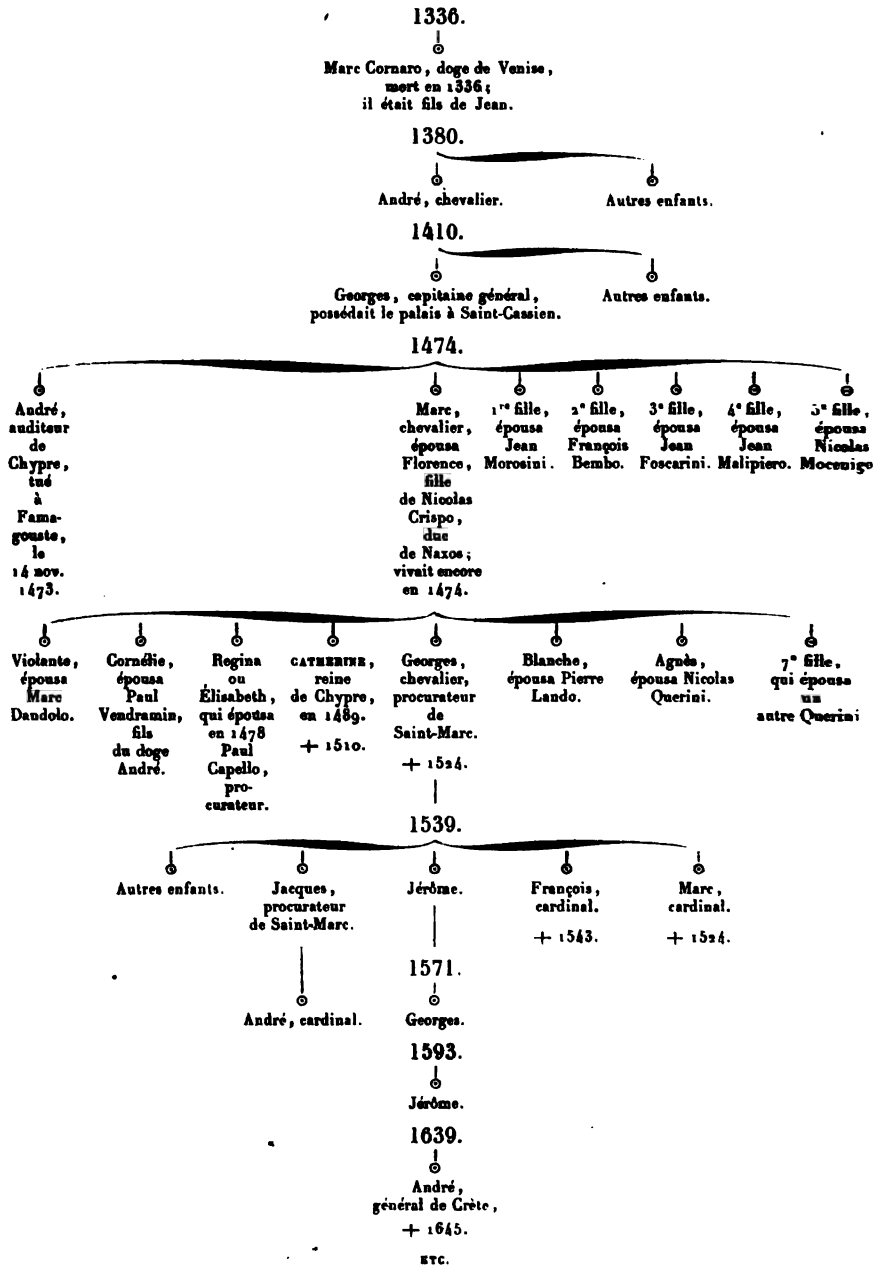 1336.
Marc Cornaro, doge de Venise,
mort en 1336;
il était fils de Jean.
1380.
André, chevalier.
Autres enfants.
1410.
Georges, capitaine général,
possédait le palais à Saint-Cassien.
Autres enfants.
1474.
André,
auditeur
de
Chypre,
tué
à
Fama-
gouste,
le
14 nov.
1473.
Marc,
chevalier,
épousa
Florence,
fille
de Nicolas
Crispo,
duc
de Naxos;
vivait encore
en 1474.
1re fille,
épousa
Jean
Morosini.
2e fille,
épousa
François
Bembo.
3e fille,
épousa
Jean
Foscarini.
4e fille,
épousa
Jean
Malipiero.
5e fille,
épousa
Nicolas
Mocenigo
Violante,
épousa
Marc
Dandolo.
Cornélie,
épousa
Paul
Vendramin,
fils
du doge
André.
Regina
ou
Élisabeth,
qui épousa
en 1478
Paul
Capello,
pro-
curateur.
CATHERINE,
reine
de Chypre,
en 1489.
+ 1510.
Georges,
chevalier,
procurateur
de
Saint-Marc.
+ 1524.
Blanche,
épousa Pierre
Lando.
Agnès,
épousa Nicolas
Querini.
7e fille,
qui épousa
un
autre Querini
1539.
Autres enfants.
Jacques,
procurateur
de Saint-Marc.
Jérôme.
François,
cardinal.
+ 1543.
Marc,
cardinal.
+ 1524.
1571.
André, cardinal.
Georges.
1593.
Jérôme.
1639.
André,
général de Crète,
+ 1645.
ETC.